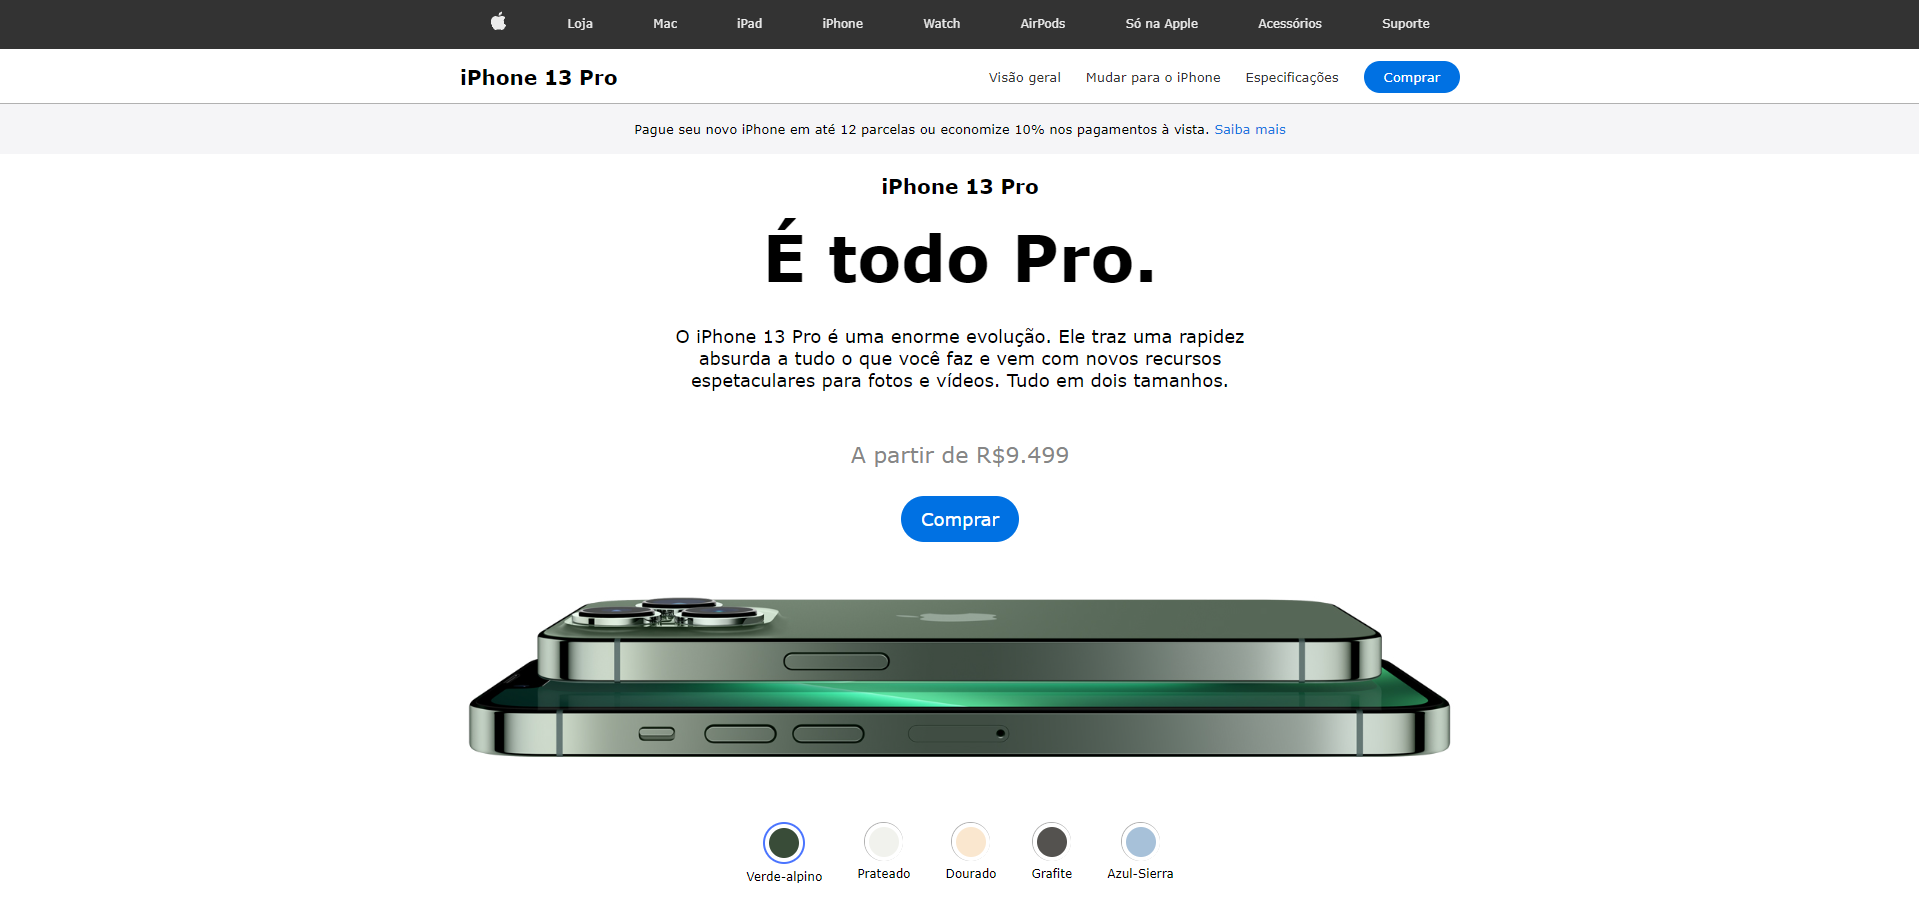 Loja Mac iPad iPhone Watch AirPods Só na Apple Acessórios Suporte
iPhone 13 Pro Visão geral Mudar para o iPhone Especificações Comprar
Pague seu novo iPhone em até 12 parcelas ou economize 10% nos pagamentos à vista. Saiba mais
iPhone 13 Pro
É todo Pro.
O iPhone 13 Pro é uma enorme evolução. Ele traz uma rapidez
absurda a tudo o que você faz e vem com novos recursos
espetaculares para fotos e vídeos. Tudo em dois tamanhos.
A partir de R$9.499
Comprar
Verde-alpino Prateado Dourado Grafite Azul-Sierra